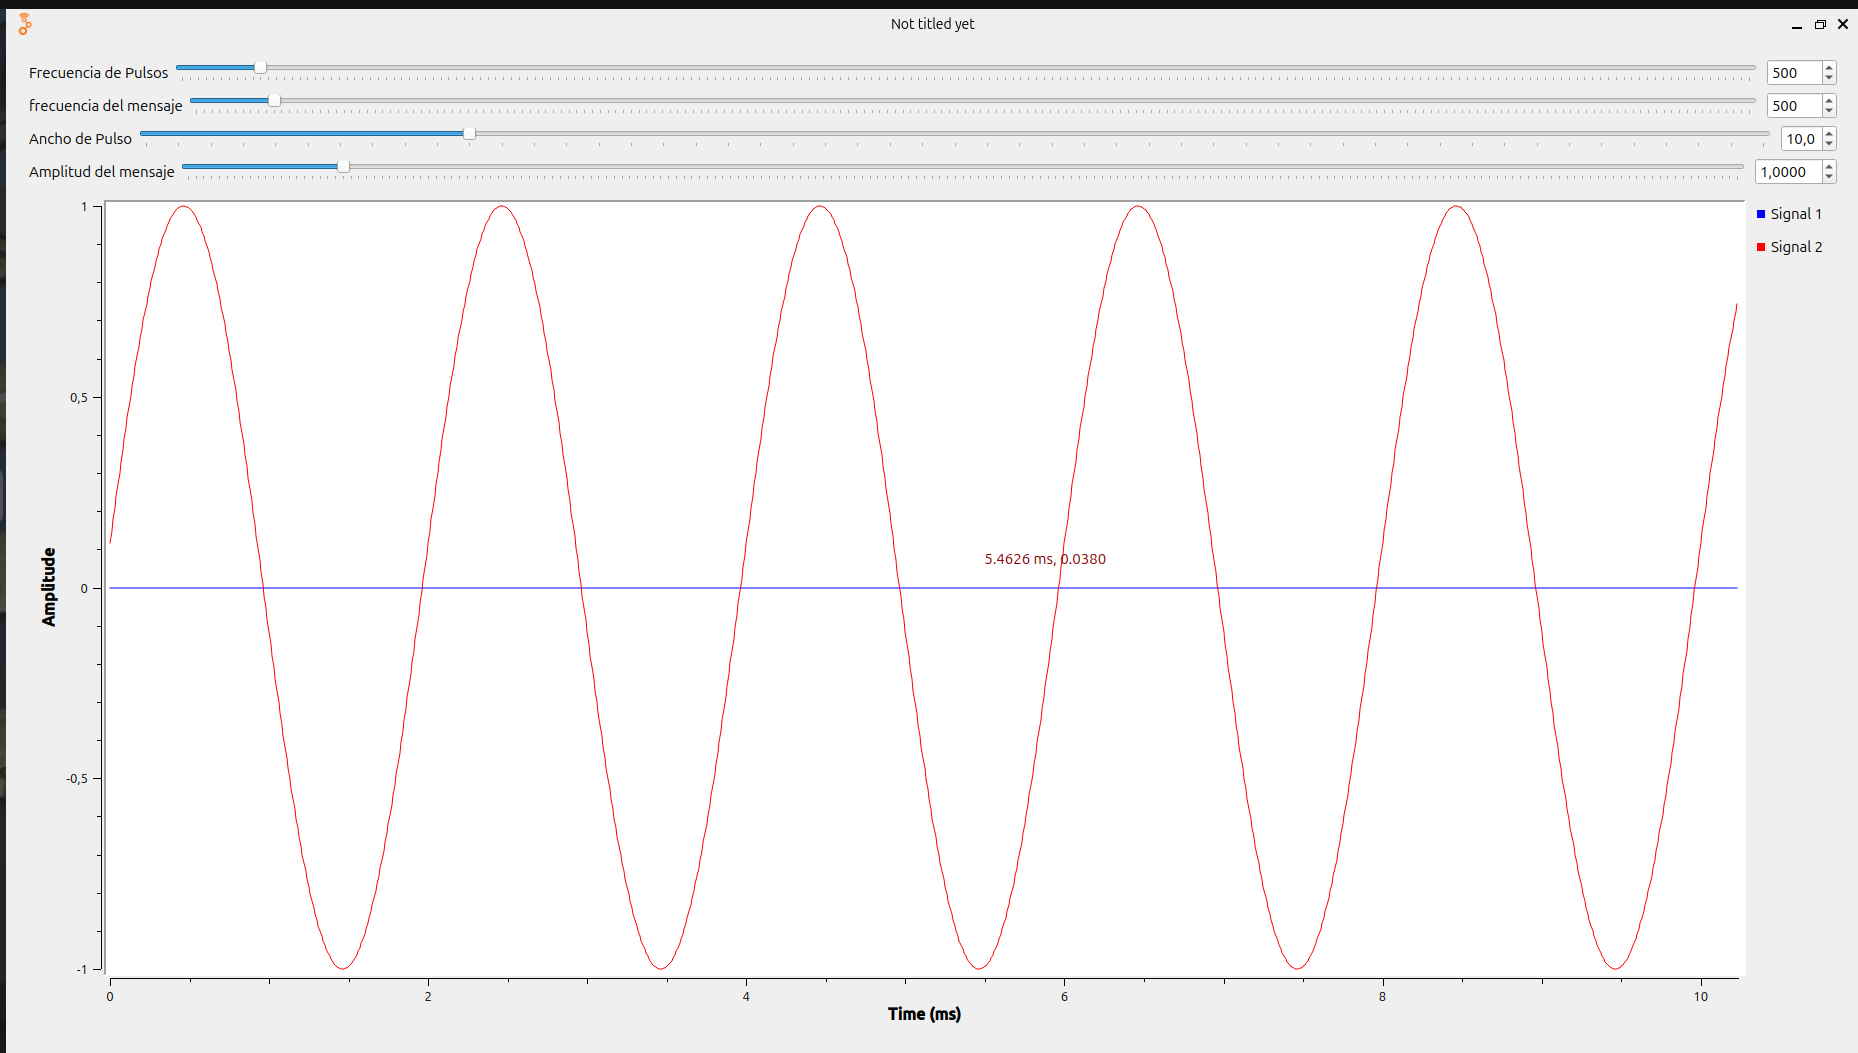 Not titled yet
Frecuencia de Pulsos 500
frecuencia del mensaje 500
Ancho de Pulso 10,0
Amplitud del mensaje 1,0000
Signal 1
Signal 2
1
0,5
0
-0,5
-1
Amplitude
5.4626 ms, 0.0380
0 2 4 6 8 10
Time (ms)